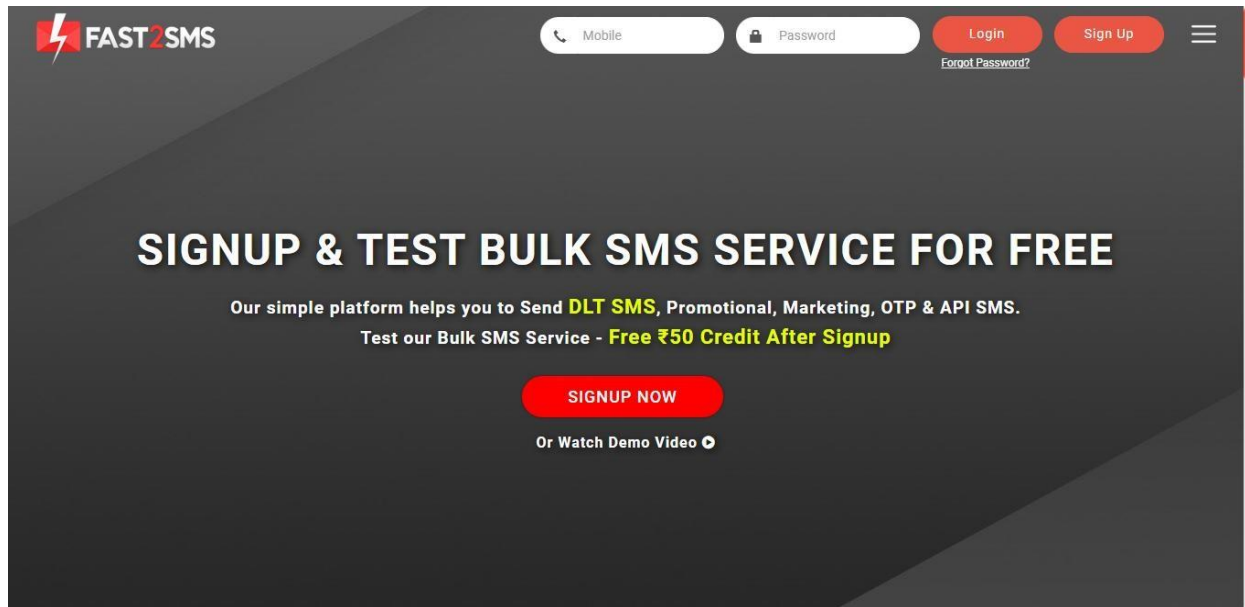 FAST2SMS
Mobile
Password
Login
Sign Up
Forgot Password?
SIGNUP & TEST BULK SMS SERVICE FOR FREE
Our simple platform helps you to Send DLT SMS, Promotional, Marketing, OTP & API SMS.
Test our Bulk SMS Service - Free ₹50 Credit After Signup
SIGNUP NOW
Or Watch Demo Video